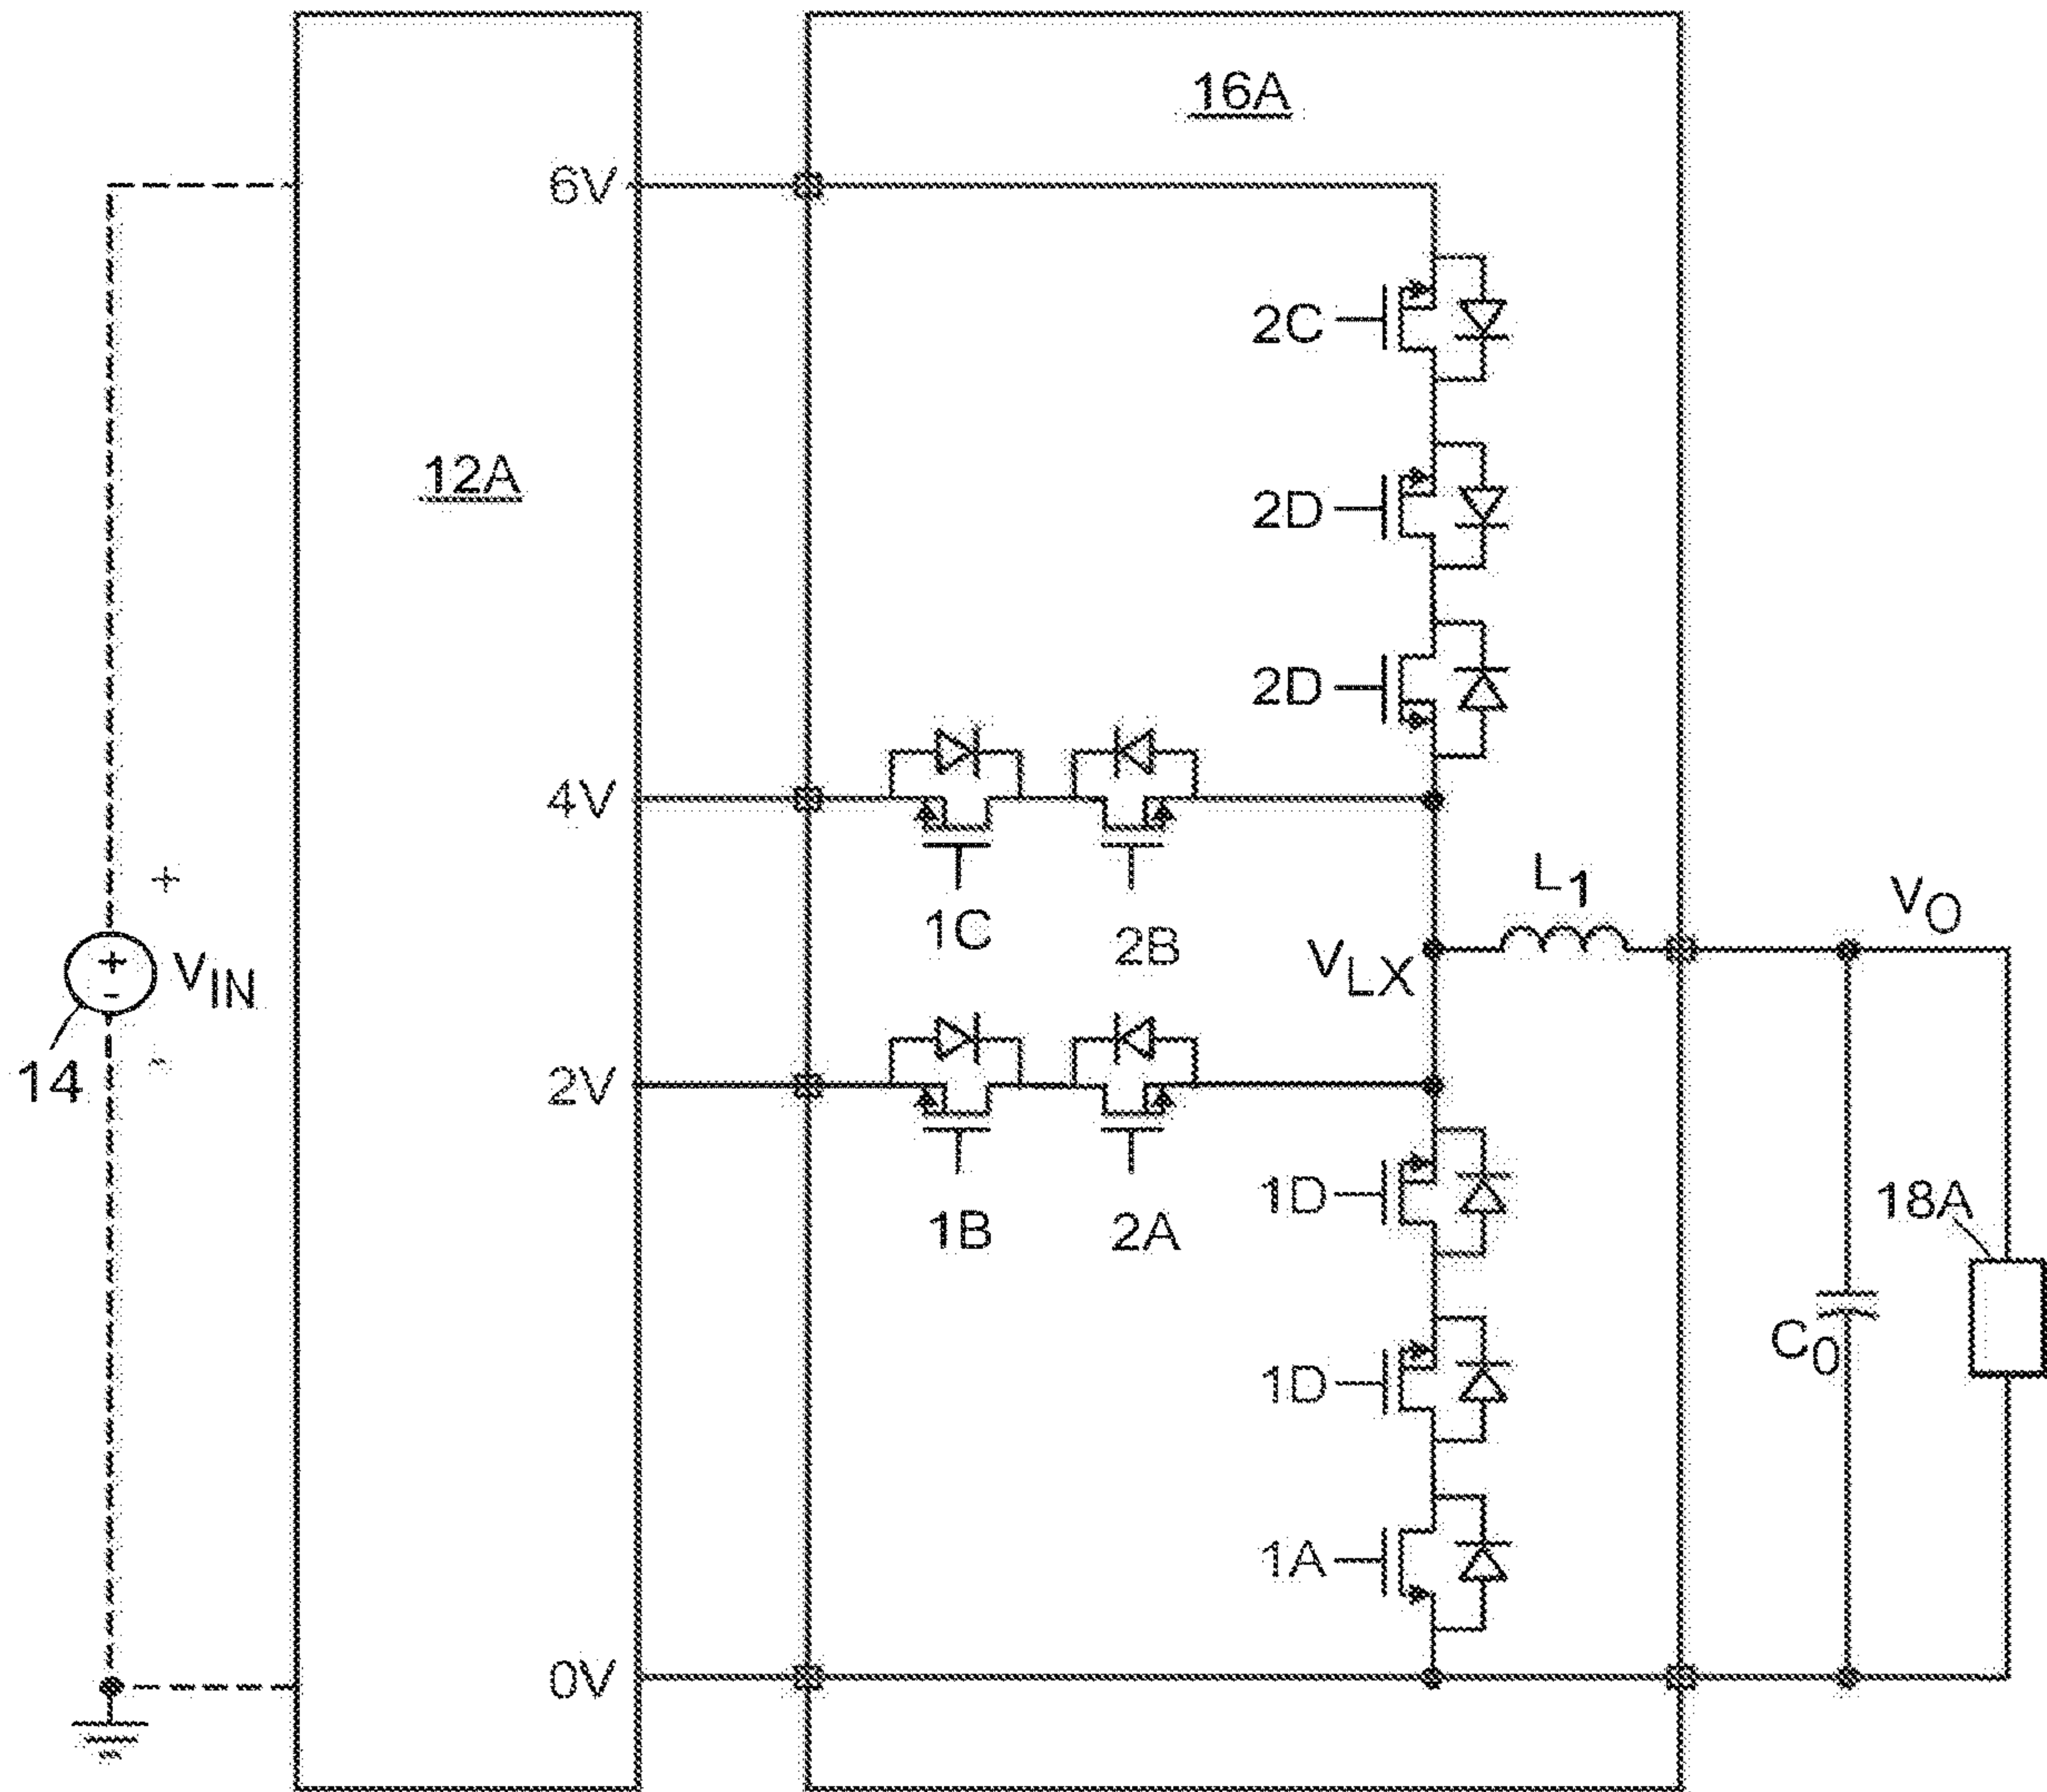 16A
6V
2C
12A
2D
2D
4V
1C
2B
L1
VO
+
+
-
VIN
VLX
14
-
2V
1B
2A
1D
18A
1D
C0
1A
0V